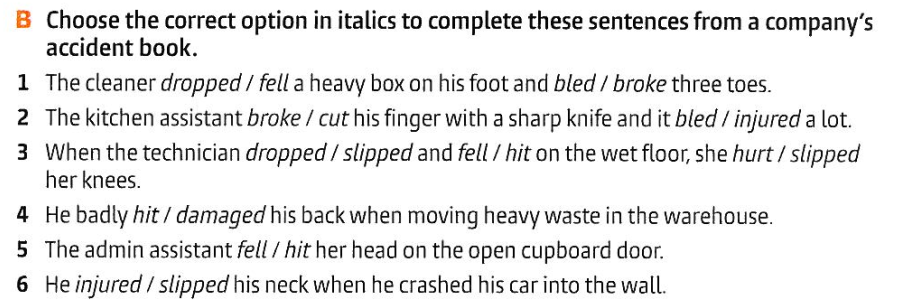 B Choose the correct option in italics to complete these sentences from a company's
accident book.
1 The cleaner dropped / fell a heavy box on his foot and bled / broke three toes.
2 The kitchen assistant broke / cut his finger with a sharp knife and it bled / injured a lot.
3 When the technician dropped / slipped and fell / hit on the wet floor, she hurt / slipped
her knees.
4 He badly hit / damaged his back when moving heavy waste in the warehouse.
5 The admin assistant fell / hit her head on the open cupboard door.
6 He injured / slipped his neck when he crashed his car into the wall.